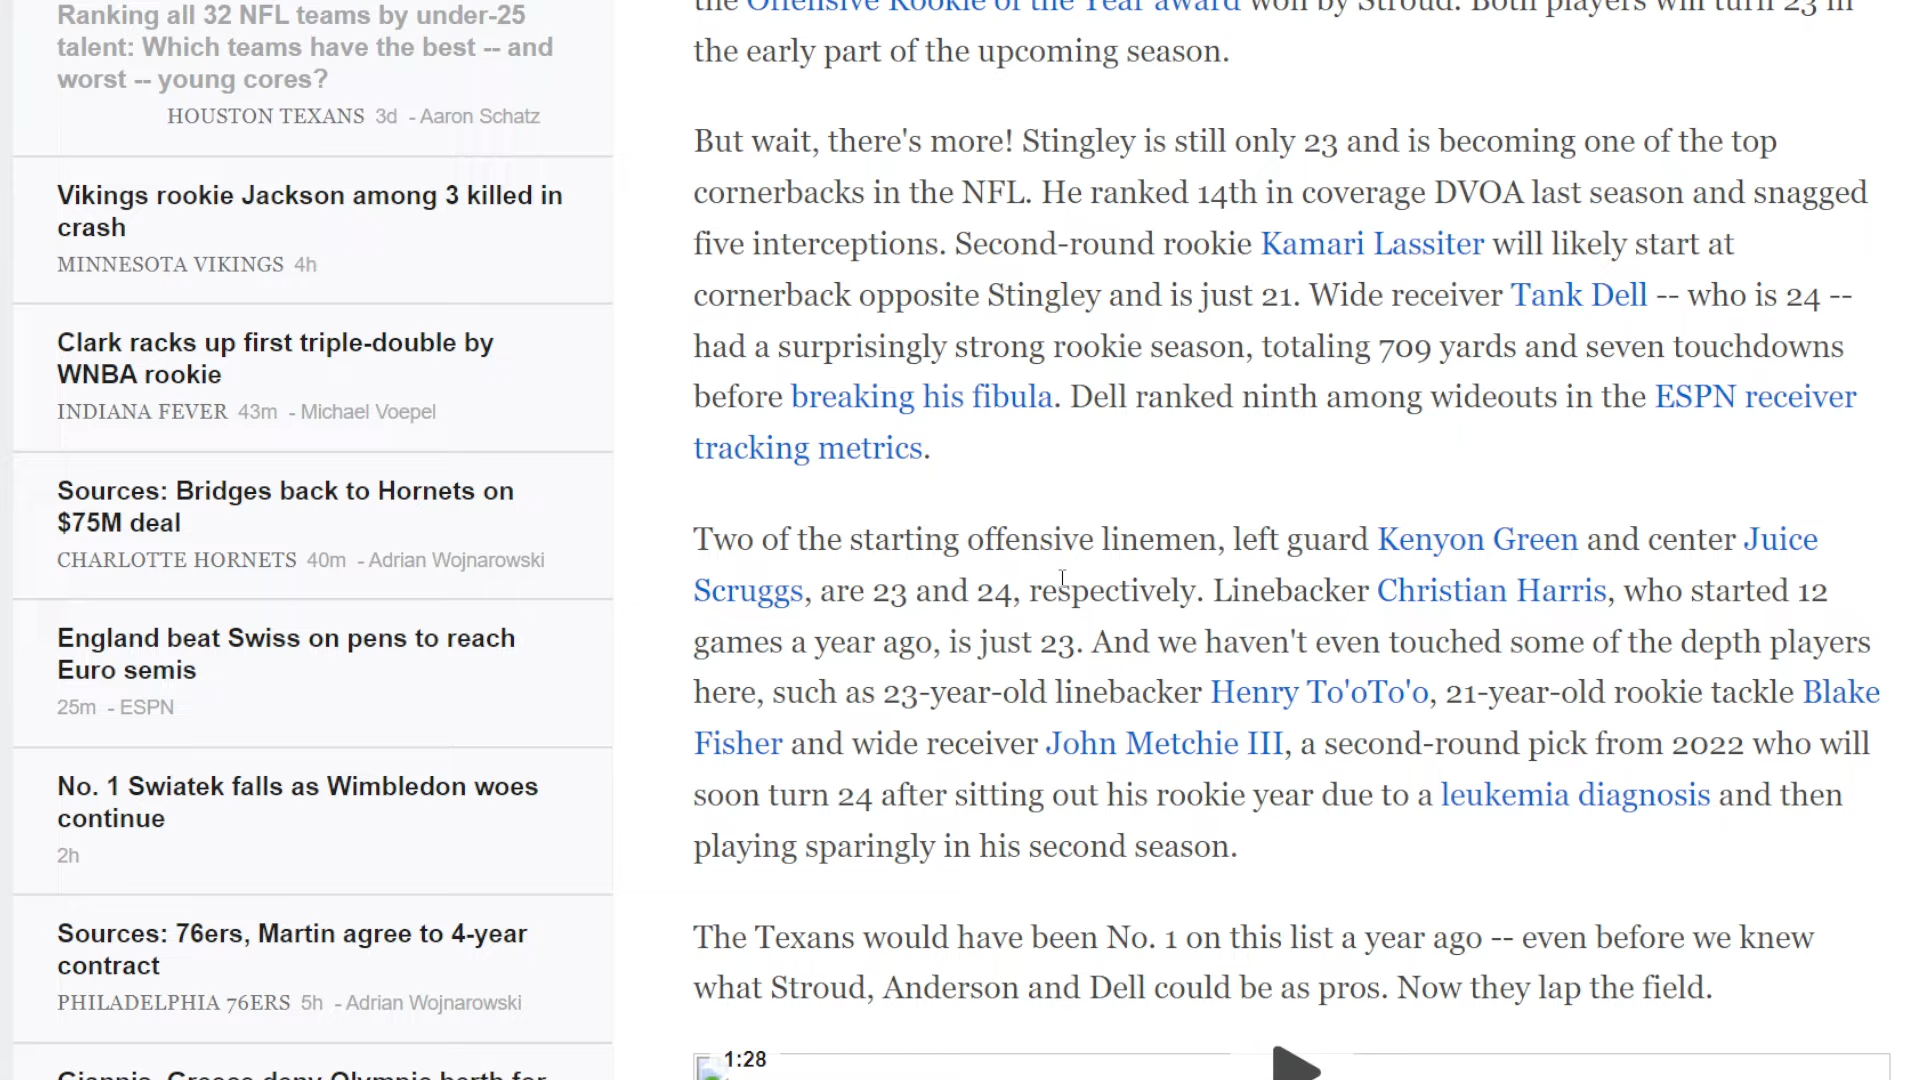 Ranking all 32 NFL teams by under-25
talent: Which teams have the best -- and
worst -- young cores?
HOUSTON TEXANS 3d - Aaron Schatz
Vikings rookie Jackson among 3 killed in
crash
MINNESOTA VIKINGS 4h
Clark racks up first triple-double by
WNBA rookie
INDIANA FEVER 43m - Michael Voepel
Sources: Bridges back to Hornets on
$75M deal
CHARLOTTE HORNETS 40m - Adrian Wojnarowski
England beat Swiss on pens to reach
Euro semis
25m - ESPN
No. 1 Swiatek falls as Wimbledon woes
continue
2h
Sources: 76ers, Martin agree to 4-year
contract
PHILADELPHIA 76ERS 5h - Adrian Wojnarowski
Giannis, Greece deny Olympic berth for
the Offensive Rookie of the Year award won by Stroud. Both players will turn 23 in
the early part of the upcoming season.
But wait, there's more! Stingley is still only 23 and is becoming one of the top
cornerbacks in the NFL. He ranked 14th in coverage DVOA last season and snagged
five interceptions. Second-round rookie Kamari Lassiter will likely start at
cornerback opposite Stingley and is just 21. Wide receiver Tank Dell -- who is 24 --
had a surprisingly strong rookie season, totaling 709 yards and seven touchdowns
before breaking his fibula. Dell ranked ninth among wideouts in the ESPN receiver
tracking metrics.
Two of the starting offensive linemen, left guard Kenyon Green and center Juice
Scruggs, are 23 and 24, respectively. Linebacker Christian Harris, who started 12
games a year ago, is just 23. And we haven't even touched some of the depth players
here, such as 23-year-old linebacker Henry To'oTo'o, 21-year-old rookie tackle Blake
Fisher and wide receiver John Metchie III, a second-round pick from 2022 who will
soon turn 24 after sitting out his rookie year due to a leukemia diagnosis and then
playing sparingly in his second season.
The Texans would have been No. 1 on this list a year ago -- even before we knew
what Stroud, Anderson and Dell could be as pros. Now they lap the field.
1:28